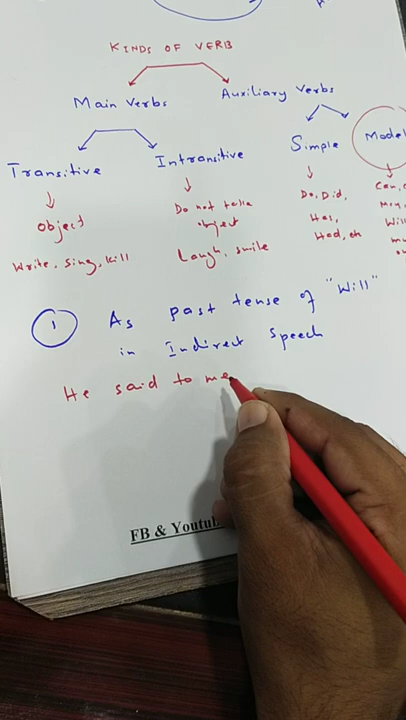 KINDS OF VERB
Main Verbs Auxiliary Verbs
Transitive Intransitive Simple Model
object Do not take object Do, Did, Has, Had, etc
Write, Sing, kill Laugh, smile
1 As past tense of "Will"
in Indirect Speech
He said to me
FB & Youtub